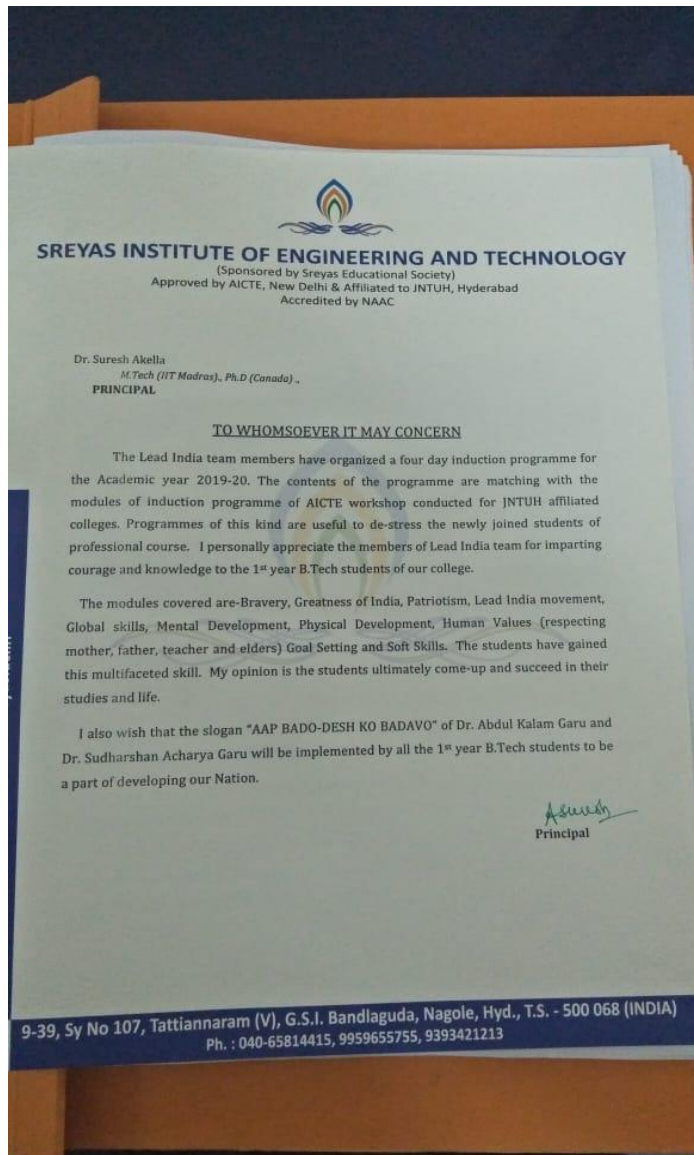 SREYAS INSTITUTE OF ENGINEERING AND TECHNOLOGY
(Sponsored by Sreyas Educational Society)
Approved by AICTE, New Delhi & Affiliated to JNTUH, Hyderabad
Accredited by NAAC
Dr. Suresh Akella
M.Tech (IIT Madras)., Ph.D (Canada) .,
PRINCIPAL
TO WHOMSOEVER IT MAY CONCERN
The Lead India team members have organized a four day induction programme for
the Academic year 2019-20. The contents of the programme are matching with the
modules of induction programme of AICTE workshop conducted for JNTUH affiliated
colleges. Programmes of this kind are useful to de-stress the newly joined students of
professional course. I personally appreciate the members of Lead India team for imparting
courage and knowledge to the 1st year B.Tech students of our college.
The modules covered are-Bravery, Greatness of India, Patriotism, Lead India movement,
Global skills, Mental Development, Physical Development, Human Values (respecting
mother, father, teacher and elders) Goal Setting and Soft Skills. The students have gained
this multifaceted skill. My opinion is the students ultimately come-up and succeed in their
studies and life.
I also wish that the slogan "AAP BADO-DESH KO BADAVO" of Dr. Abdul Kalam Garu and
Dr. Sudharshan Acharya Garu will be implemented by all the 1st year B.Tech students to be
a part of developing our Nation.
Asuresh
Principal
9-39, Sy No 107, Tattiannaram (V), G.S.I. Bandlaguda, Nagole, Hyd., T.S. - 500 068 (INDIA)
Ph. : 040-65814415, 9959655755, 9393421213